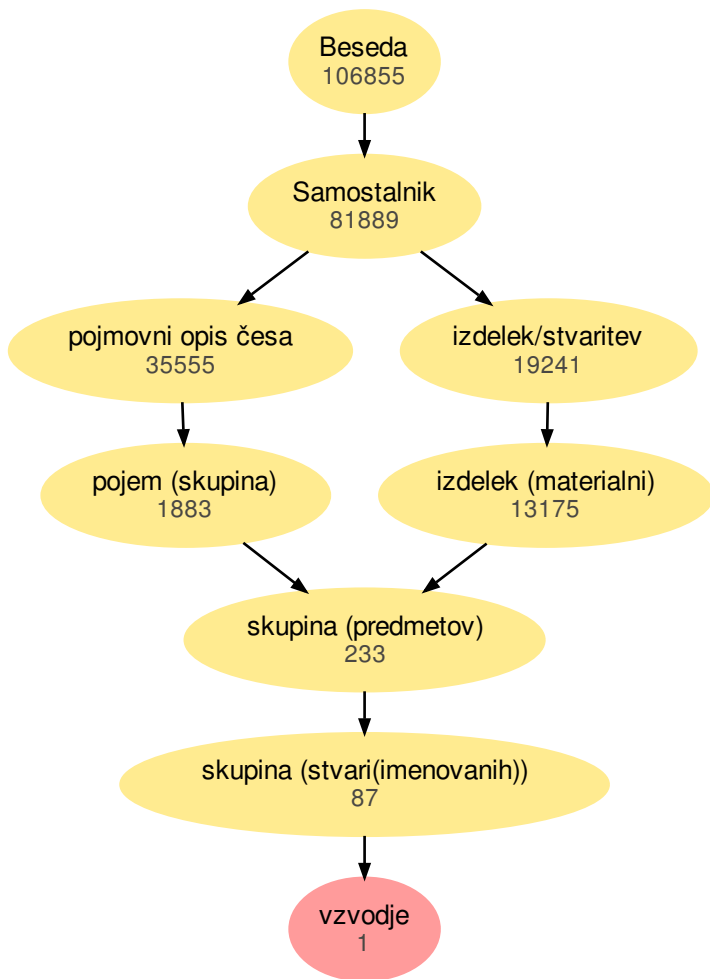 Beseda
106855
Samostalnik
81889
pojmovni opis česa
35555
izdelek/stvaritev
19241
pojem (skupina)
1883
izdelek (materialni)
13175
skupina (predmetov)
233
skupina (stvari(imenovanih))
87
vzvodje
1